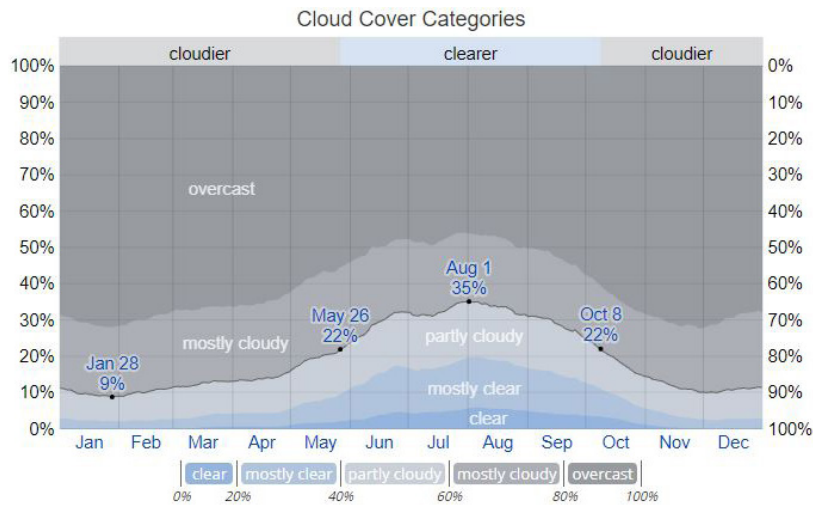 Cloud Cover Categories
cloudier clearer cloudier
100% 0%
90% 10%
80% 20%
70% overcast 30%
60% 40%
50% 50%
Aug 1
40% 35% 60%
May 26 Oct 8
30% 22% 22% 70%
mostly cloudy partly cloudy
20% Jan 28 80%
9% mostly clear
10% 90%
clear
0% 100%
Jan Feb Mar Apr May Jun Jul Aug Sep Oct Nov Dec
clear mostly clear partly cloudy mostly cloudy overcast
0% 20% 40% 60% 80% 100%